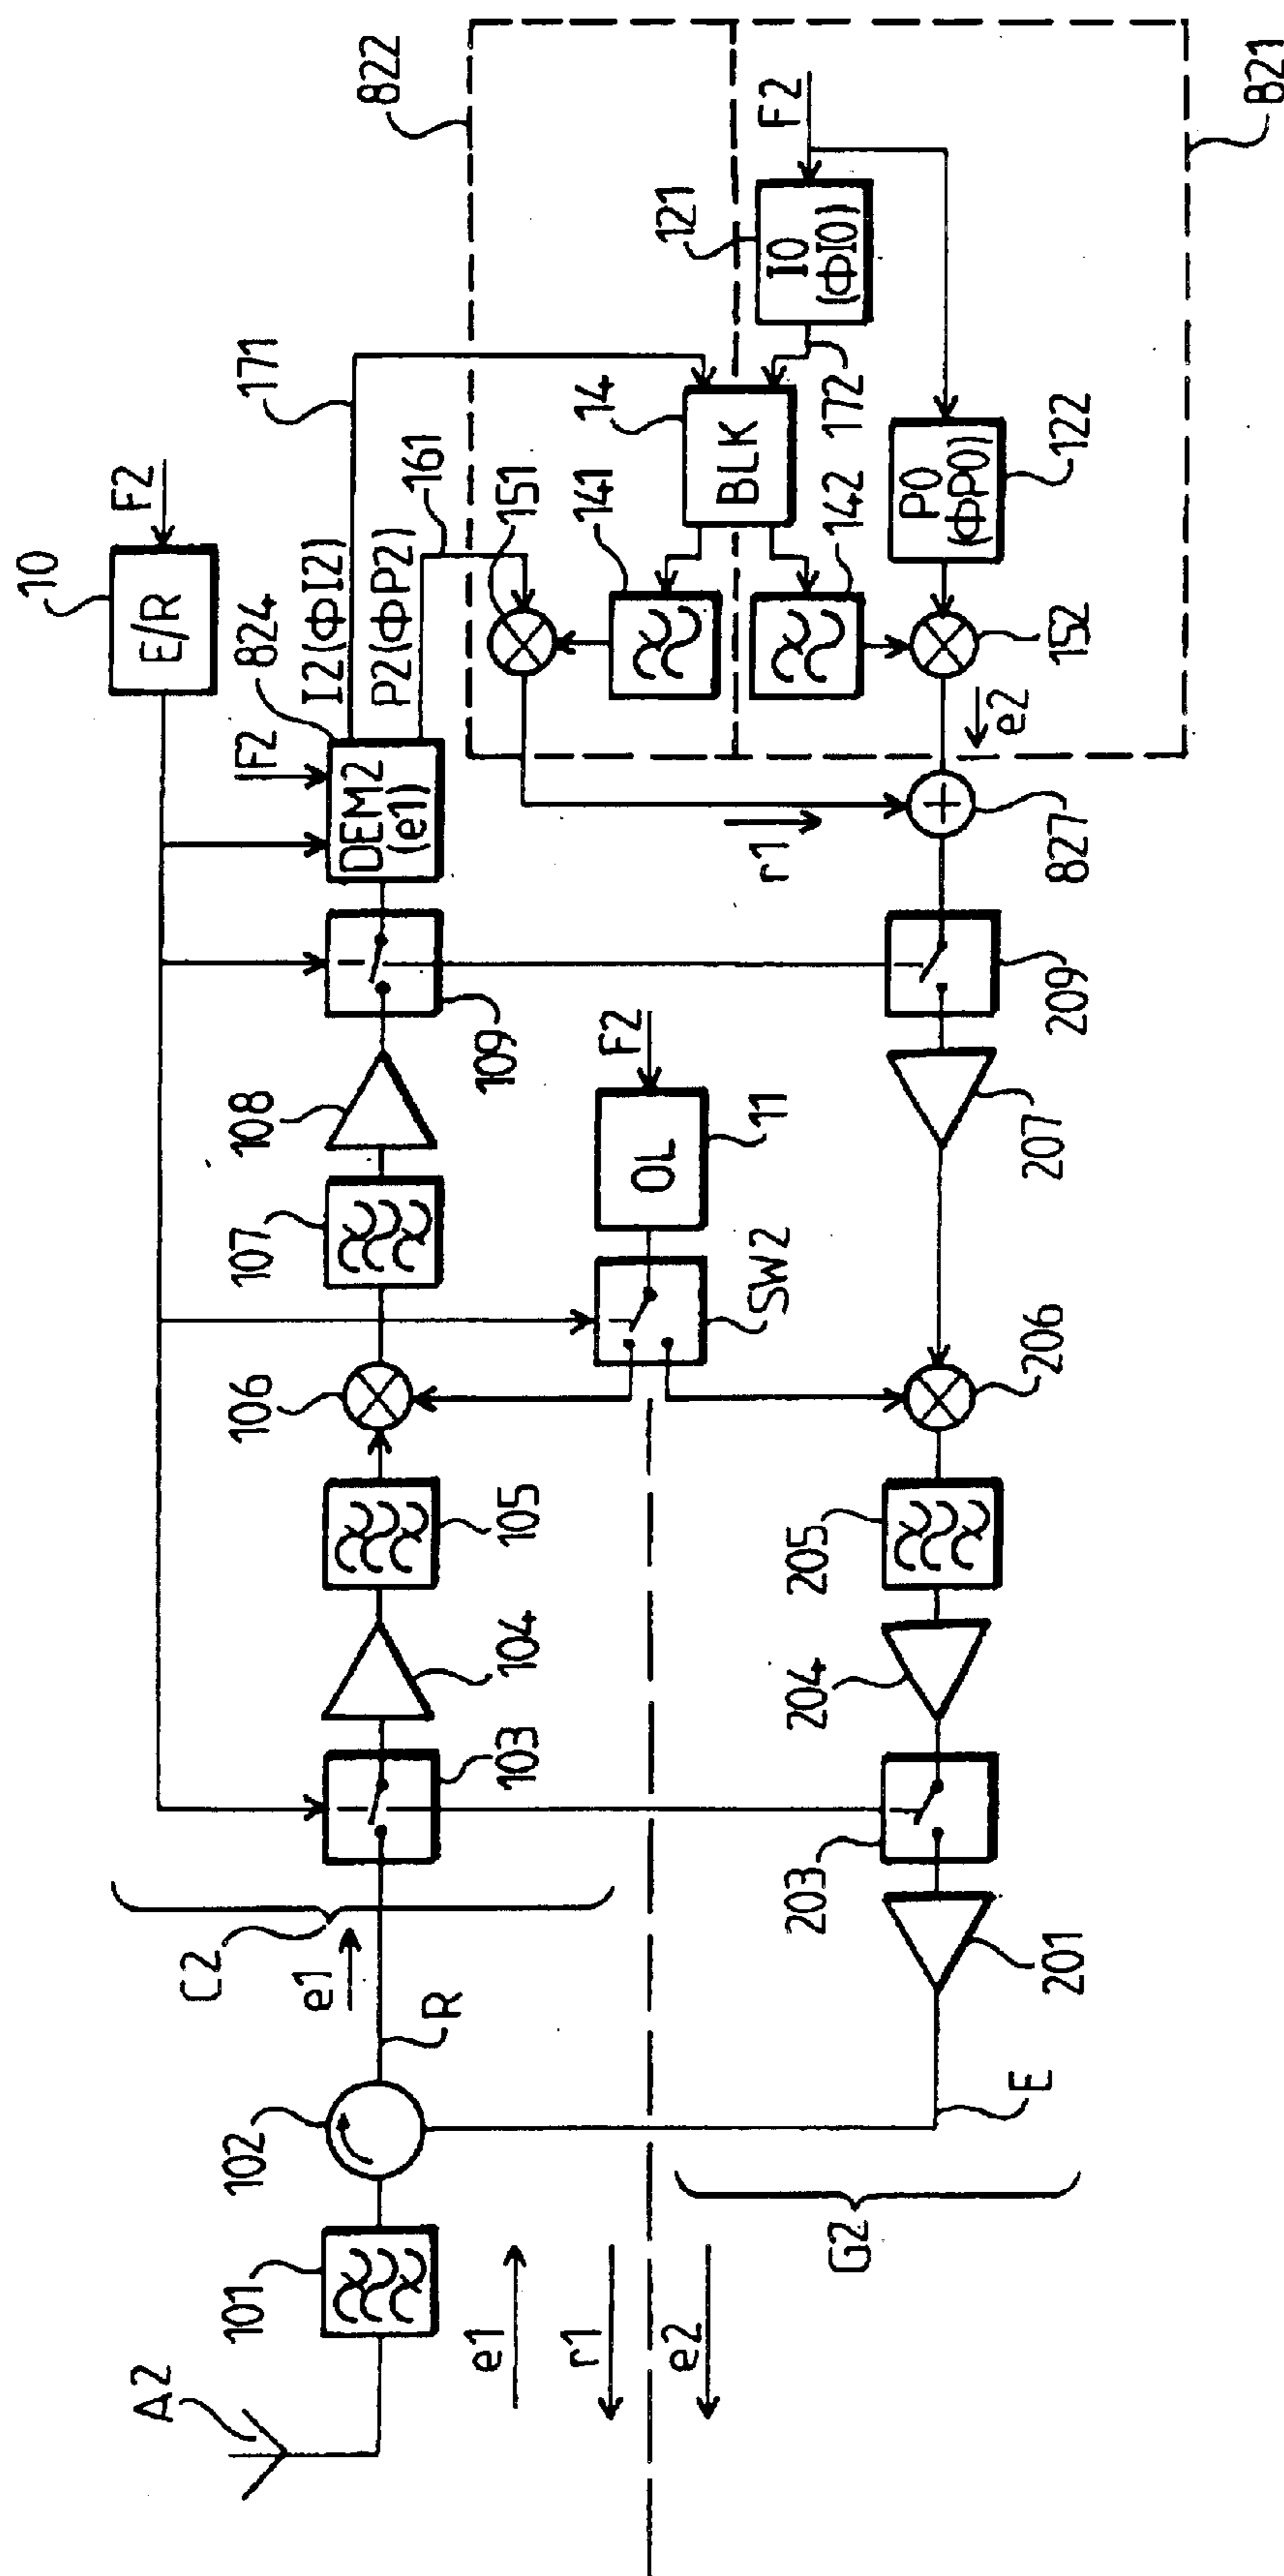 10
E/R
F2
822
821
171
F2
824
I2(ΦI2)
P2(ΦP2)
161
DEM2
(e1)
151
14
BLK
141
142
172
121
I0
(ΦI0)
F2
P0
(ΦP0)
122
152
e2
r1
827
+
109
209
108
107
106
105
104
103
F2
OL
11
SW2
207
206
205
204
203
201
C2
e1
R
102
101
A2
E
G2
e1
r1
e2